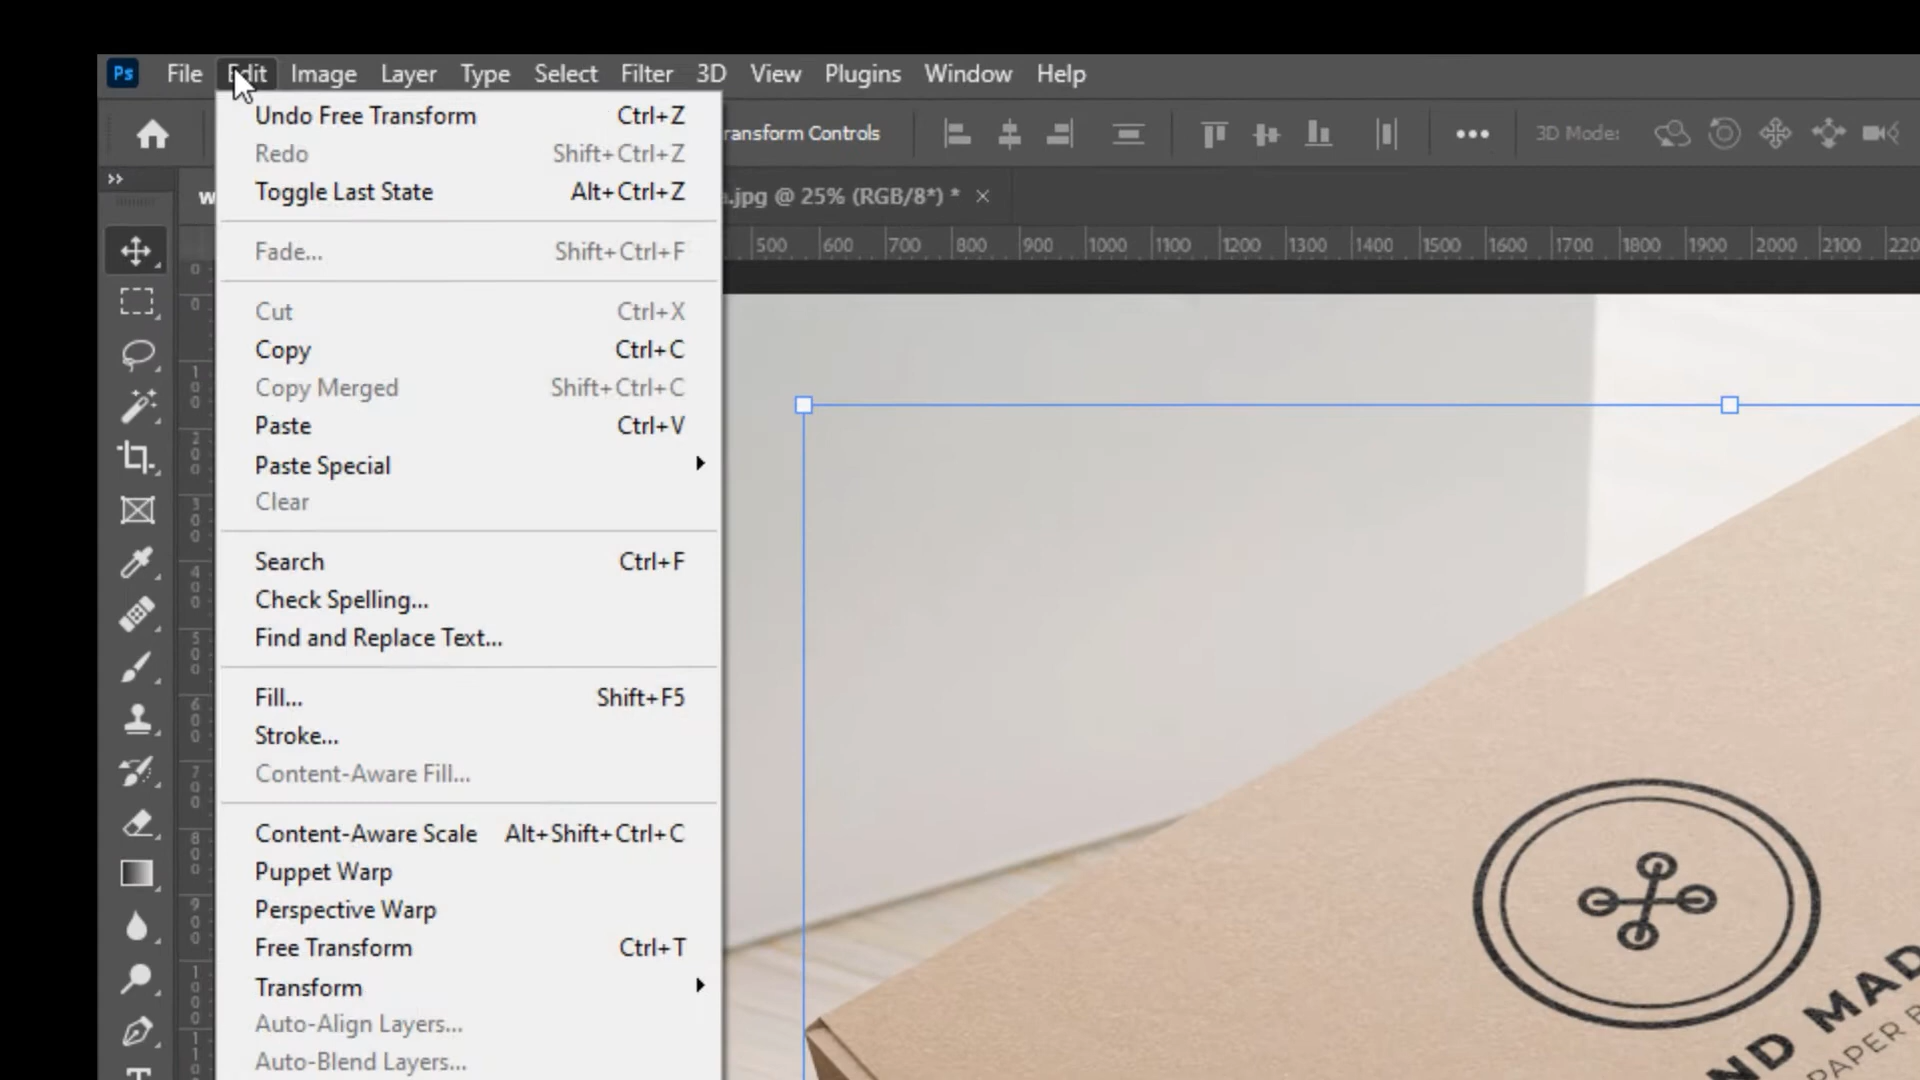 Ps File Edit Image Layer Type Select Filter 3D View Plugins Window Help
Transform Controls 3D Mode:
a.jpg @ 25% (RGB/8*) * ×
500 600 700 800 900 1000 1100 1200 1300 1400 1500 1600 1700 1800 1900 2000 2100 220
Undo Free Transform Ctrl+Z
Redo Shift+Ctrl+Z
Toggle Last State Alt+Ctrl+Z
Fade... Shift+Ctrl+F
Cut Ctrl+X
Copy Ctrl+C
Copy Merged Shift+Ctrl+C
Paste Ctrl+V
Paste Special
Clear
Search Ctrl+F
Check Spelling...
Find and Replace Text...
Fill... Shift+F5
Stroke...
Content-Aware Fill...
Content-Aware Scale Alt+Shift+Ctrl+C
Puppet Warp
Perspective Warp
Free Transform Ctrl+T
Transform
Auto-Align Layers...
Auto-Blend Layers...
ND MAD
PAPER B